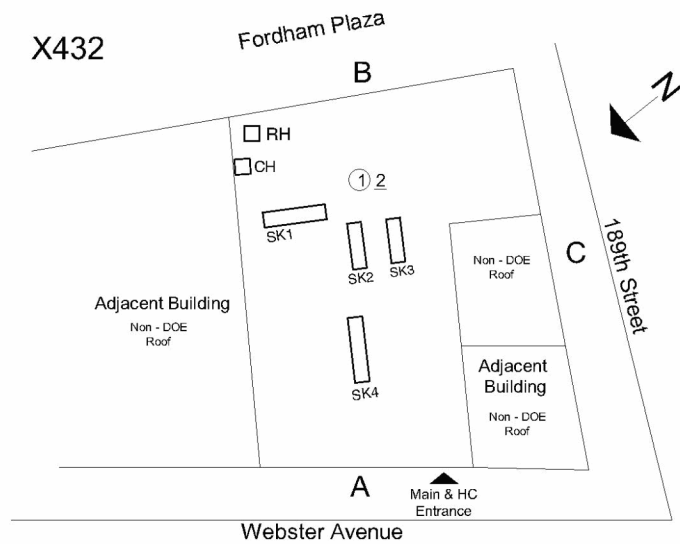 Fordham Plaza
X432
B
N
RH
CH
1 2
SK1
SK2
SK3
189th Street
C
Non - DOE
Roof
Adjacent Building
Non - DOE
Roof
SK4
Adjacent
Building
Non - DOE
Roof
A
Main & HC
Entrance
Webster Avenue